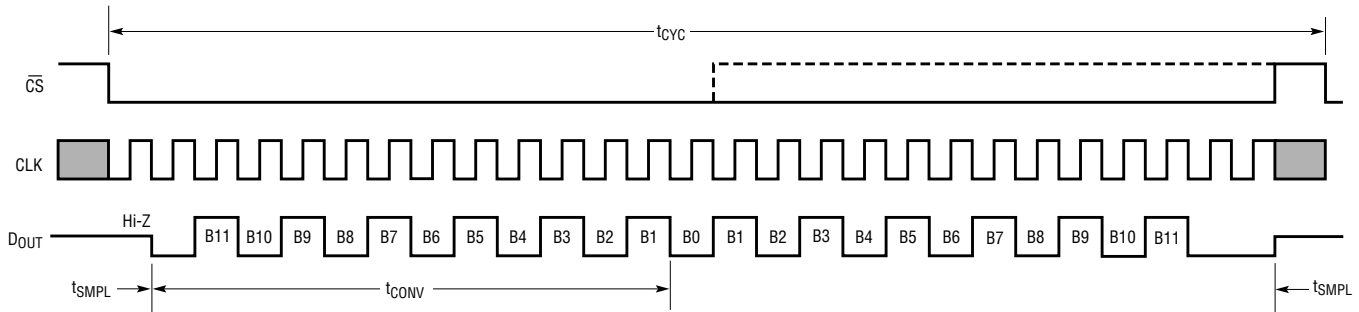 tCYC
CS
CLK
Hi-Z
DOUT
B11 B10 B9 B8 B7 B6 B5 B4 B3 B2 B1 B0 B1 B2 B3 B4 B5 B6 B7 B8 B9 B10 B11
tSMPL tCONV tSMPL